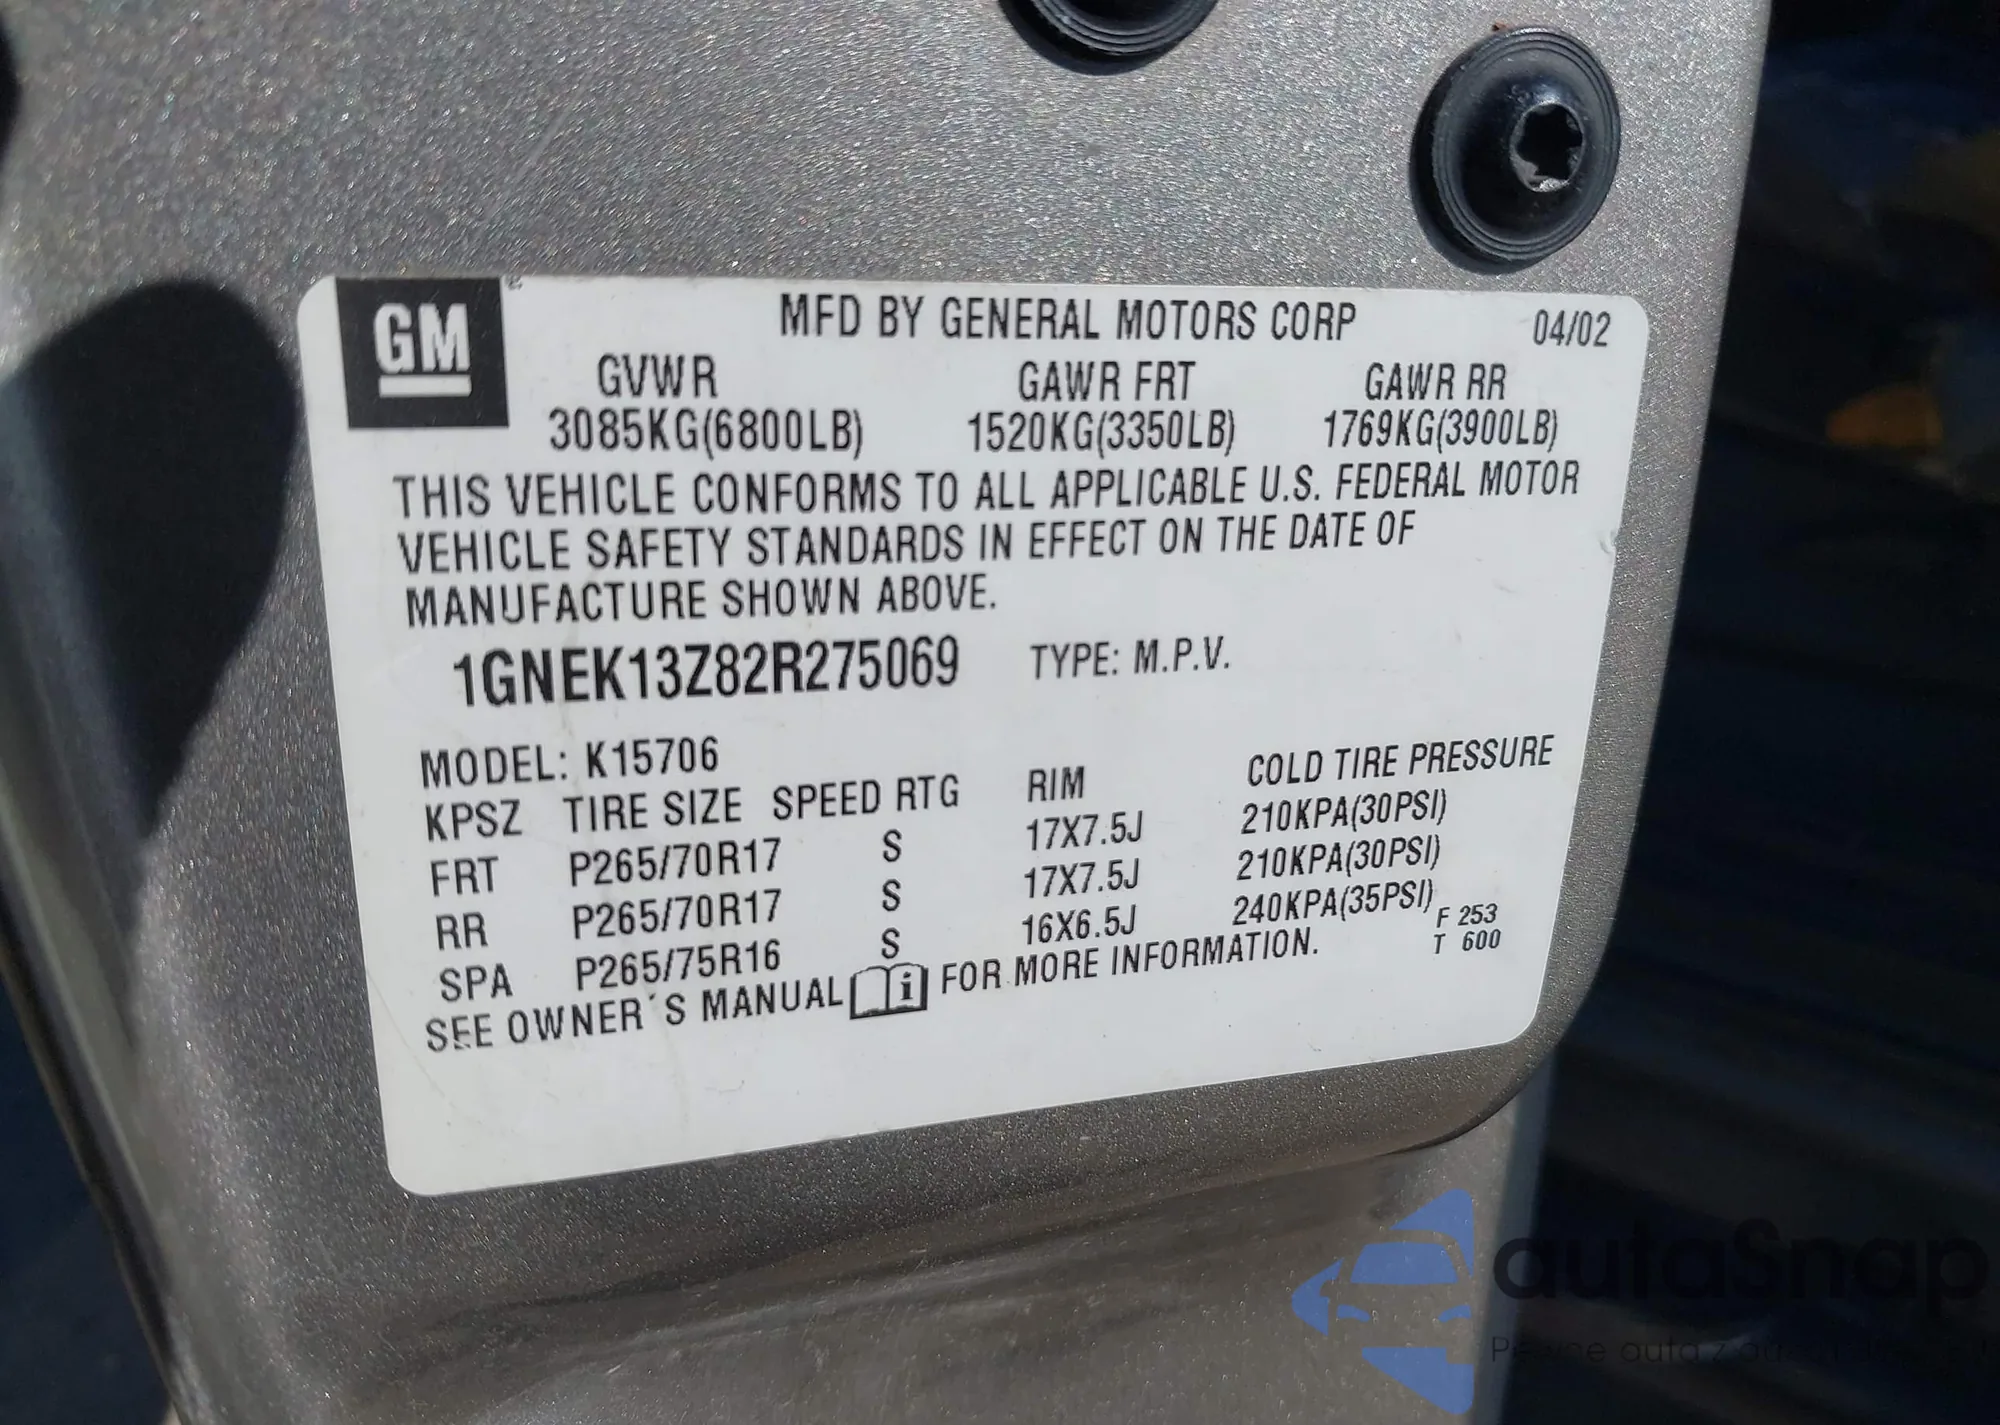 GM
MFD BY GENERAL MOTORS CORP 04/02
GVWR GAWR FRT GAWR RR
3085KG(6800LB) 1520KG(3350LB) 1769KG(3900LB)
THIS VEHICLE CONFORMS TO ALL APPLICABLE U.S. FEDERAL MOTOR
VEHICLE SAFETY STANDARDS IN EFFECT ON THE DATE OF
MANUFACTURE SHOWN ABOVE.
1GNEK13Z82R275069 TYPE: M.P.V.
MODEL: K15706
KPSZ TIRE SIZE SPEED RTG RIM COLD TIRE PRESSURE
FRT P265/70R17 S 17X7.5J 210KPA(30PSI)
RR P265/70R17 S 17X7.5J 210KPA(30PSI)
SPA P265/75R16 S 16X6.5J 240KPA(35PSI)
SEE OWNER´S MANUAL i FOR MORE INFORMATION.
F 253
T 600
autaSnap
auta z